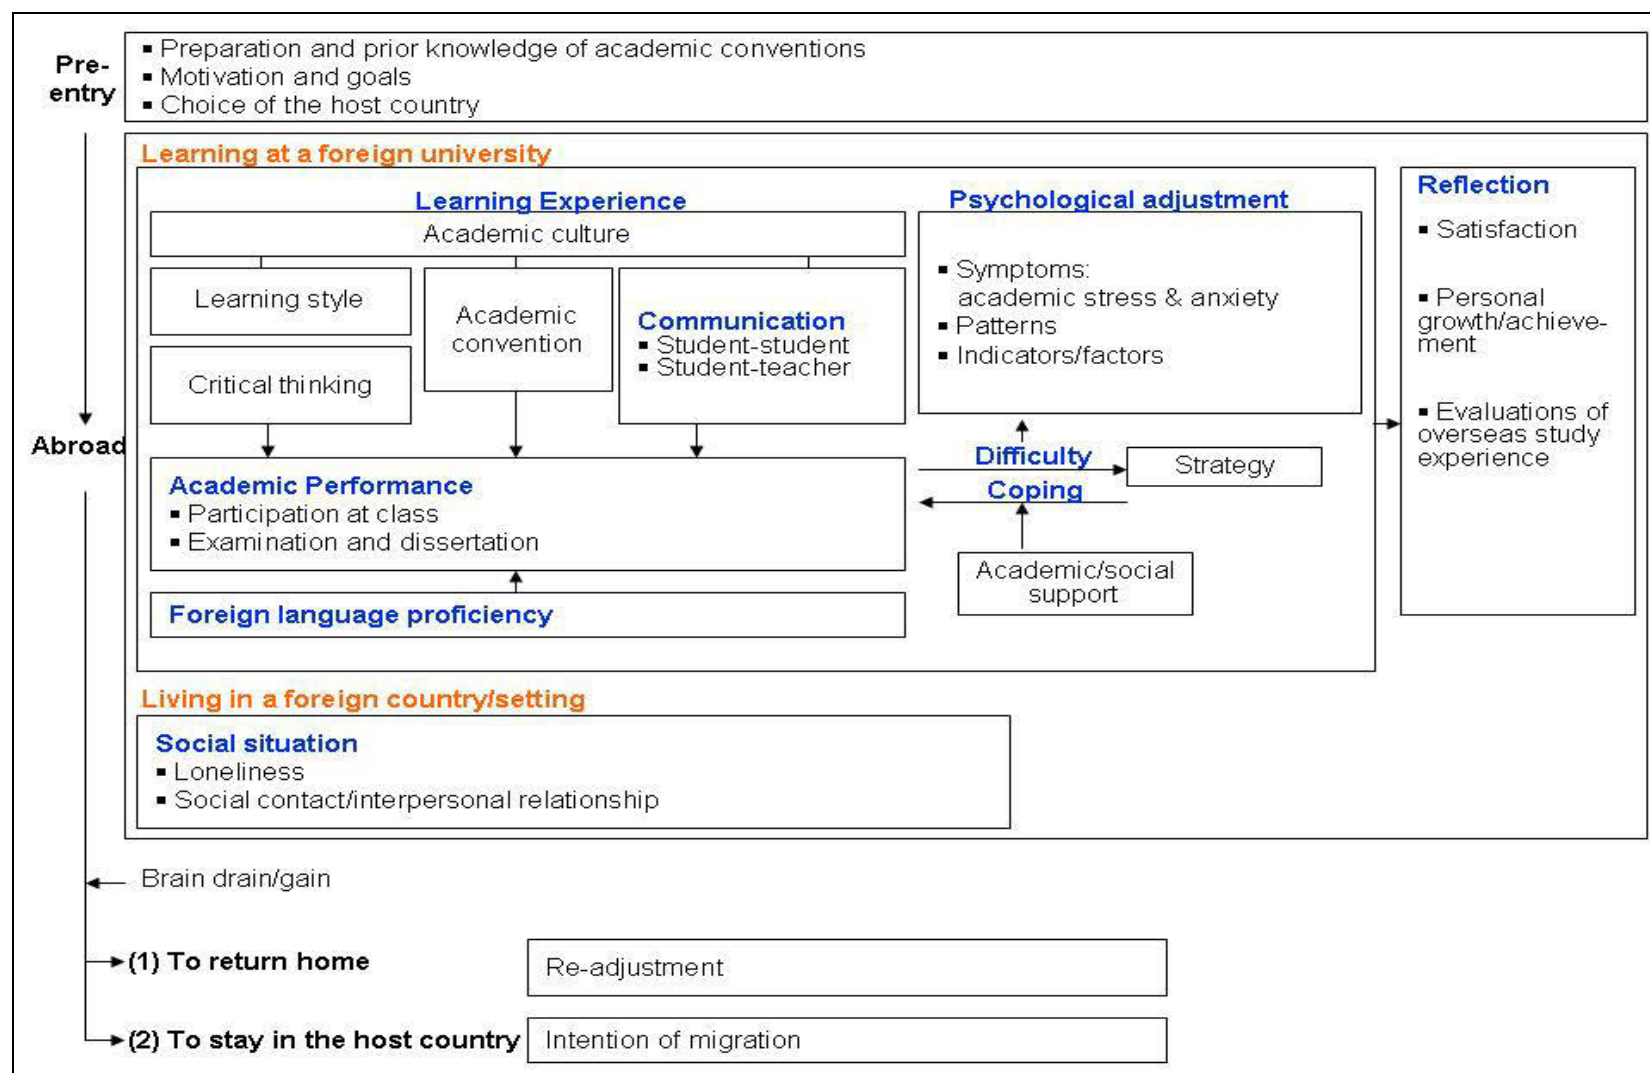 Pre-
entry
▪ Preparation and prior knowledge of academic conventions
▪ Motivation and goals
▪ Choice of the host country
Abroad
Learning at a foreign university
Learning Experience
Academic culture
Learning style
Critical thinking
Academic
convention
Communication
▪ Student-student
▪ Student-teacher
Academic Performance
▪ Participation at class
▪ Examination and dissertation
Foreign language proficiency
Psychological adjustment
▪ Symptoms:
academic stress & anxiety
▪ Patterns
▪ Indicators/factors
Difficulty
Coping
Strategy
Academic/social
support
Reflection
▪ Satisfaction
▪ Personal
growth/achieve-
ment
▪ Evaluations of
overseas study
experience
Living in a foreign country/setting
Social situation
▪ Loneliness
▪ Social contact/interpersonal relationship
Brain drain/gain
(1) To return home
Re-adjustment
(2) To stay in the host country
Intention of migration